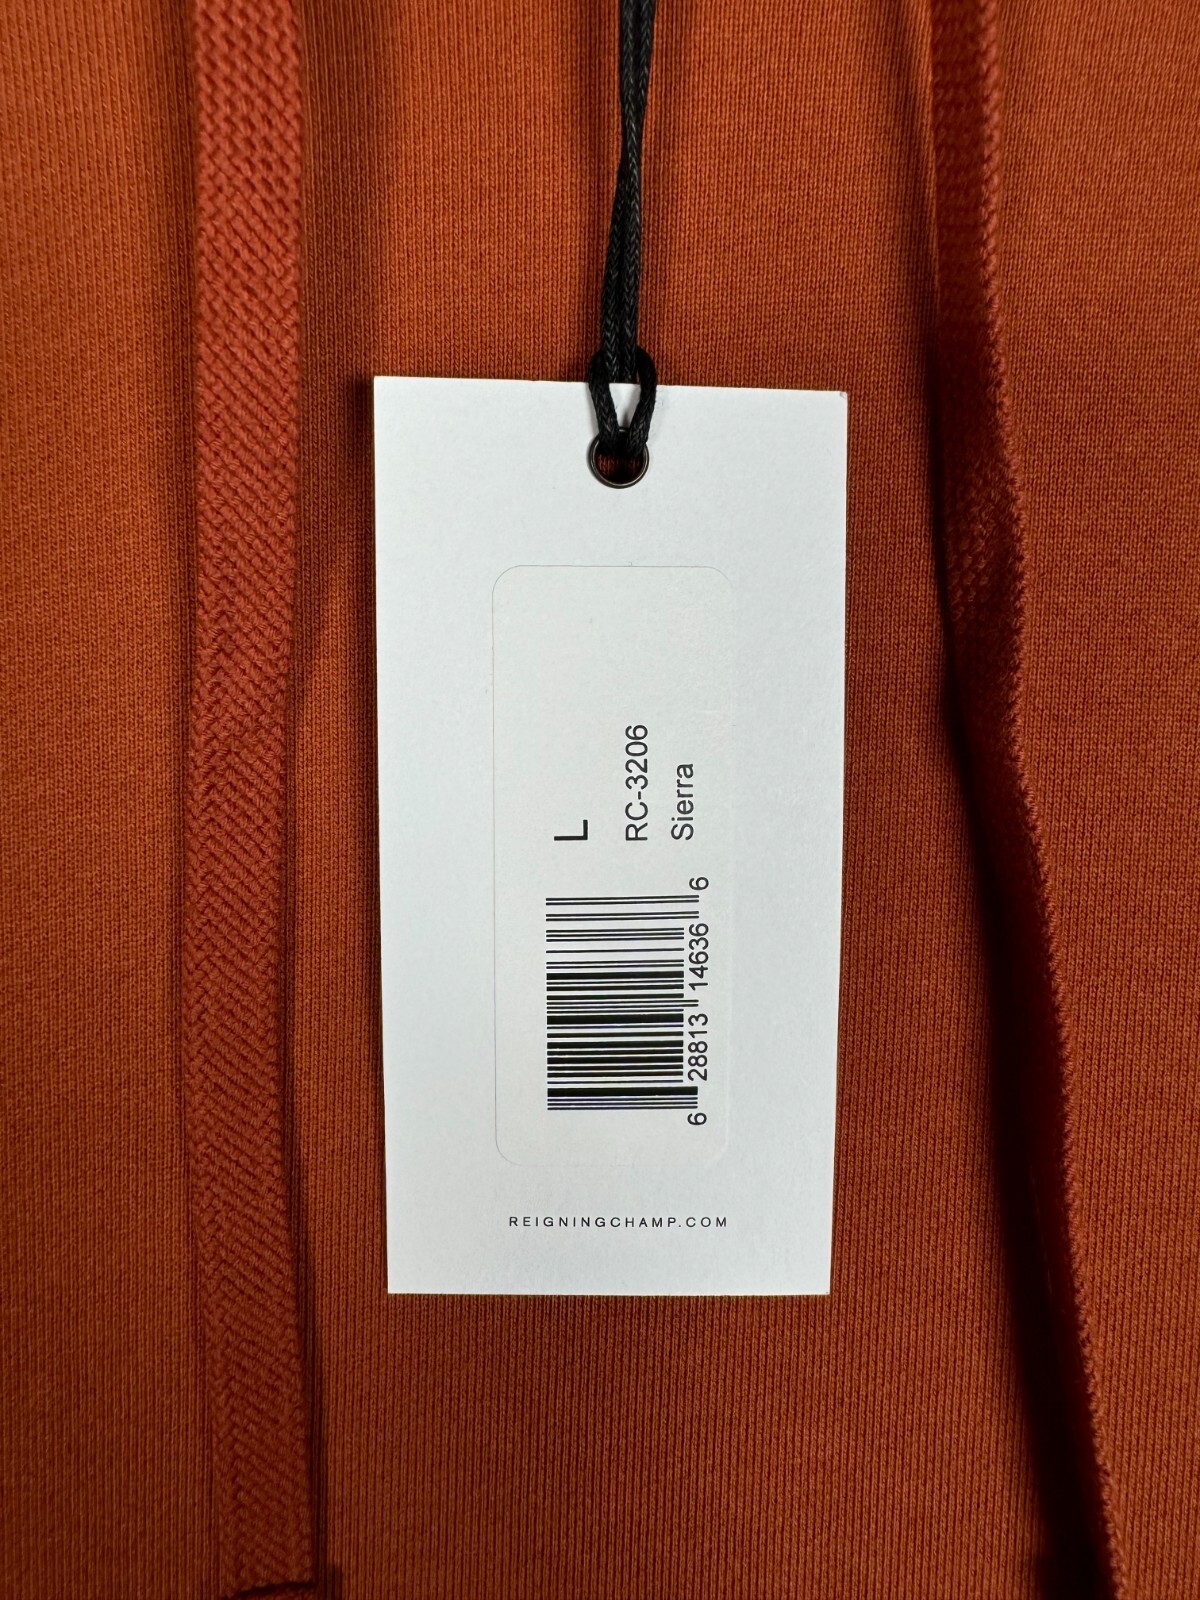 L
RC-3206
Sierra
6 28813 14636 6
REIGNINGCHAMP.COM